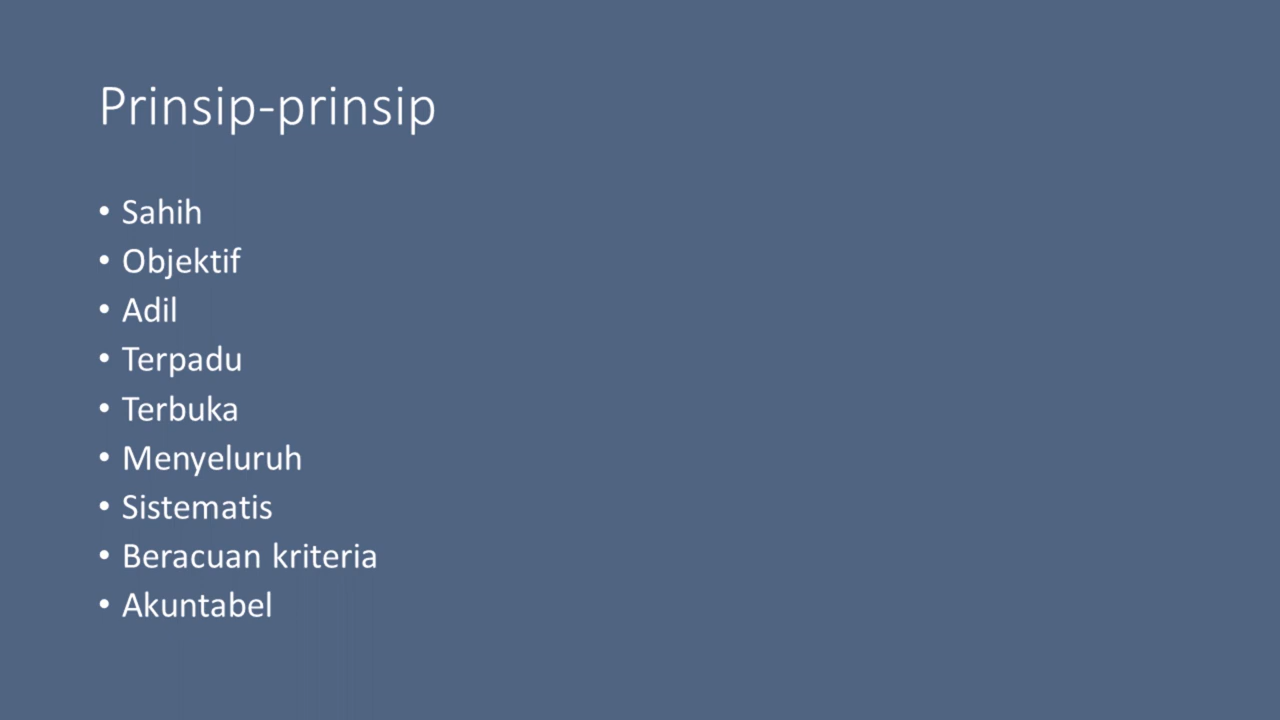 Prinsip-prinsip
• Sahih
• Objektif
• Adil
• Terpadu
• Terbuka
• Menyeluruh
• Sistematis
• Beracuan kriteria
• Akuntabel